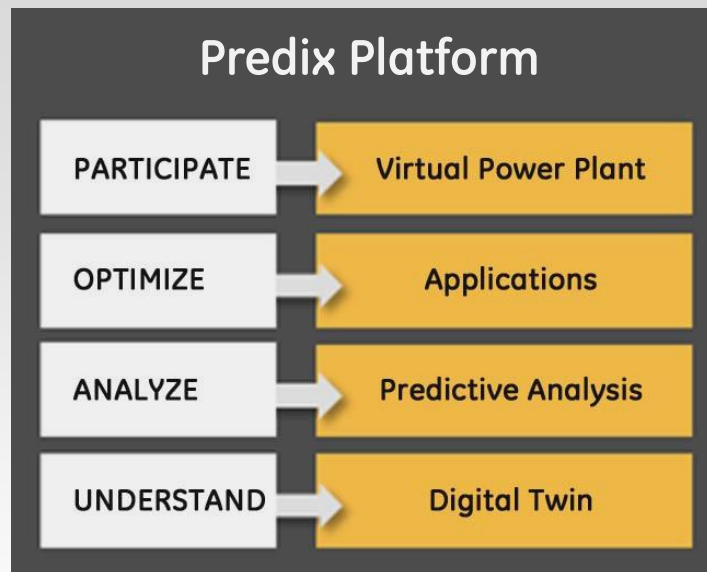 Predix Platform
PARTICIPATE
Virtual Power Plant
OPTIMIZE
Applications
ANALYZE
Predictive Analysis
UNDERSTAND
Digital Twin